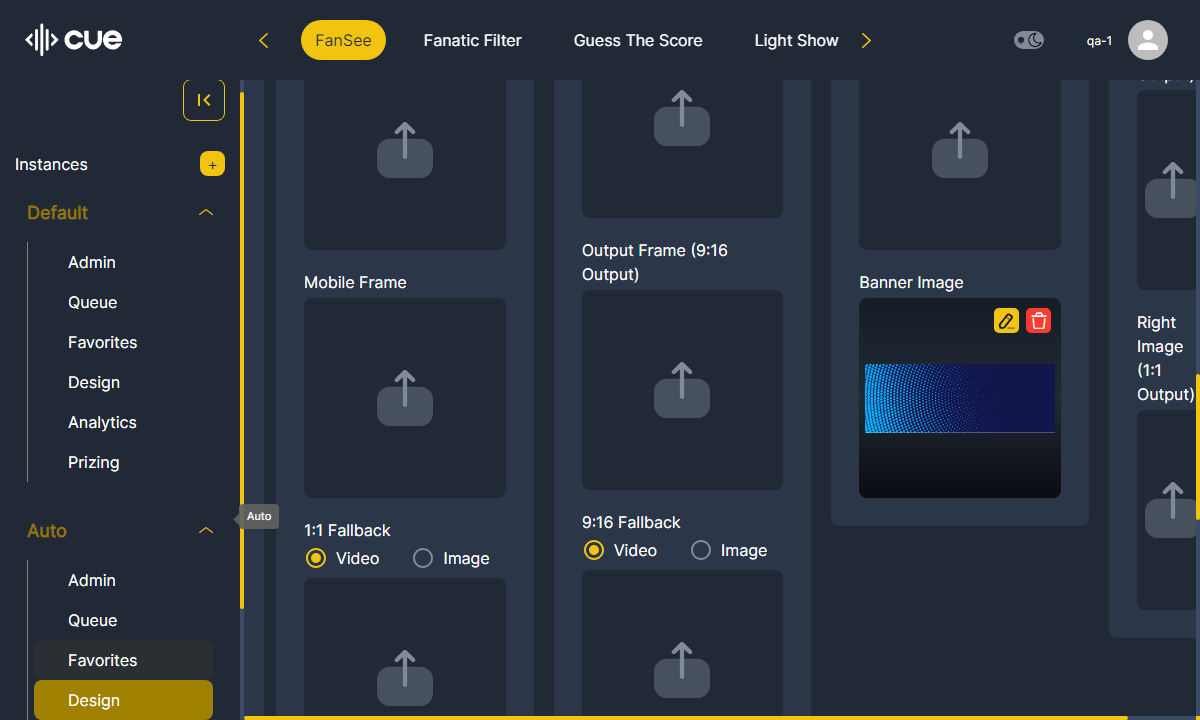 cue
FanSee
Fanatic Filter
Guess The Score
Light Show
qa-1
Instances
+
Default
Admin
Queue
Favorites
Design
Analytics
Prizing
Auto
Admin
Queue
Favorites
Design
Auto
Mobile Frame
1:1 Fallback
Video
Image
Output Frame (9:16
Output)
9:16 Fallback
Video
Image
Banner Image
Output)
Right
Image
(1:1
Output)